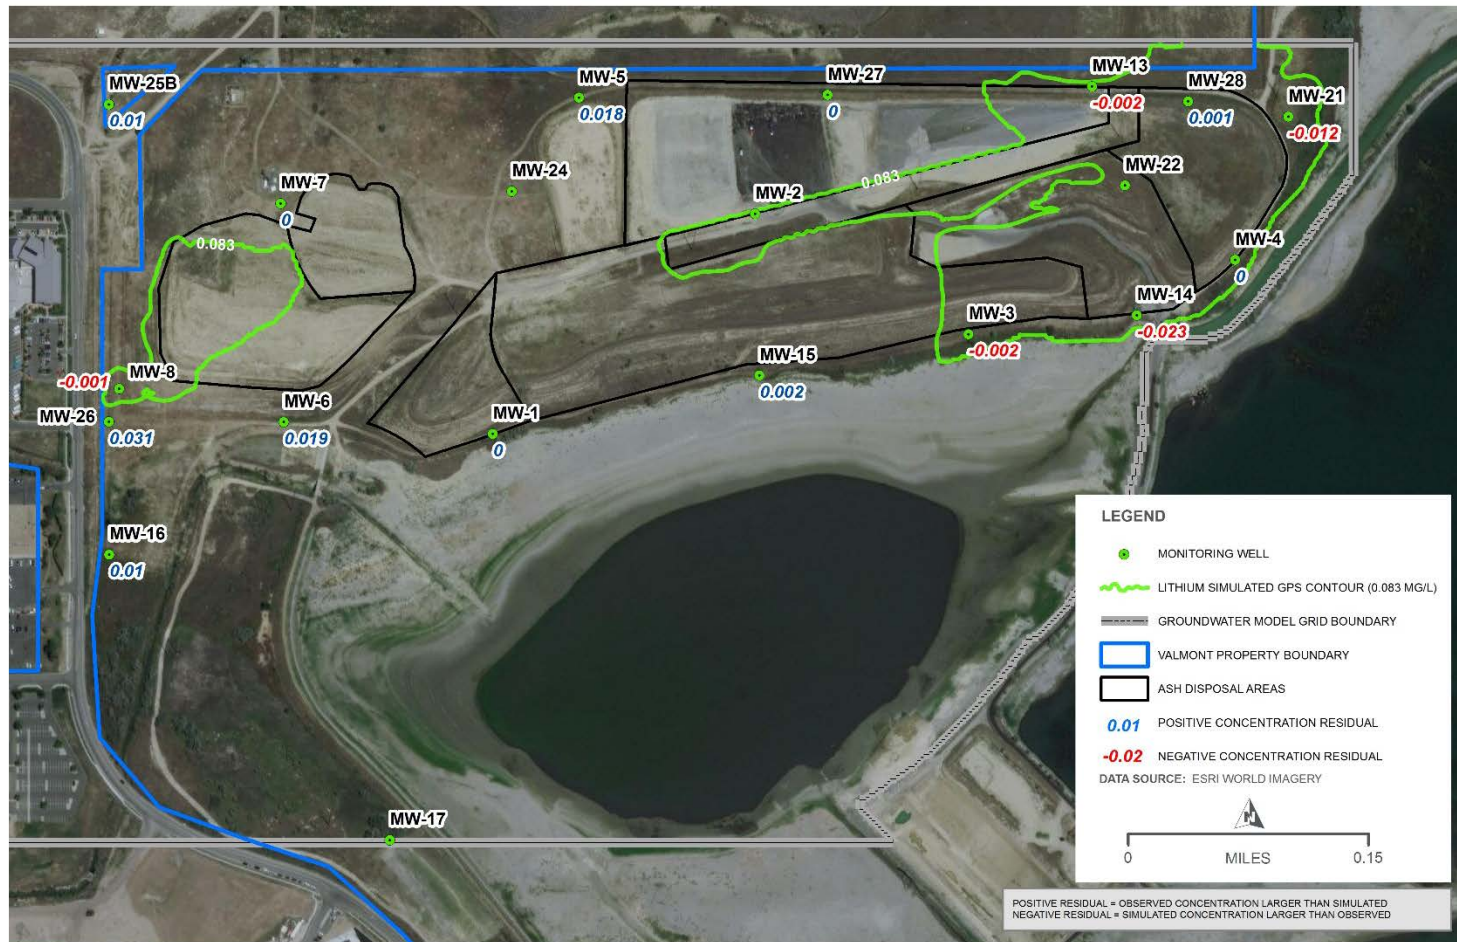 MW-25B
0.01
MW-5
0.018
MW-27
0
MW-13
-0.002
MW-28
0.001
MW-21
-0.012
MW-24
MW-7
0
MW-2
0.083
MW-22
0.083
MW-4
0
MW-14
-0.023
MW-3
-0.002
MW-15
0.002
-0.001
MW-8
MW-26
0.031
MW-6
0.019
MW-1
0
MW-16
0.01
MW-17
LEGEND
MONITORING WELL
LITHIUM SIMULATED GPS CONTOUR (0.083 MG/L)
GROUNDWATER MODEL GRID BOUNDARY
VALMONT PROPERTY BOUNDARY
ASH DISPOSAL AREAS
0.01 POSITIVE CONCENTRATION RESIDUAL
-0.02 NEGATIVE CONCENTRATION RESIDUAL
DATA SOURCE: ESRI WORLD IMAGERY
N
0 MILES 0.15
POSITIVE RESIDUAL = OBSERVED CONCENTRATION LARGER THAN SIMULATED
NEGATIVE RESIDUAL = SIMULATED CONCENTRATION LARGER THAN OBSERVED